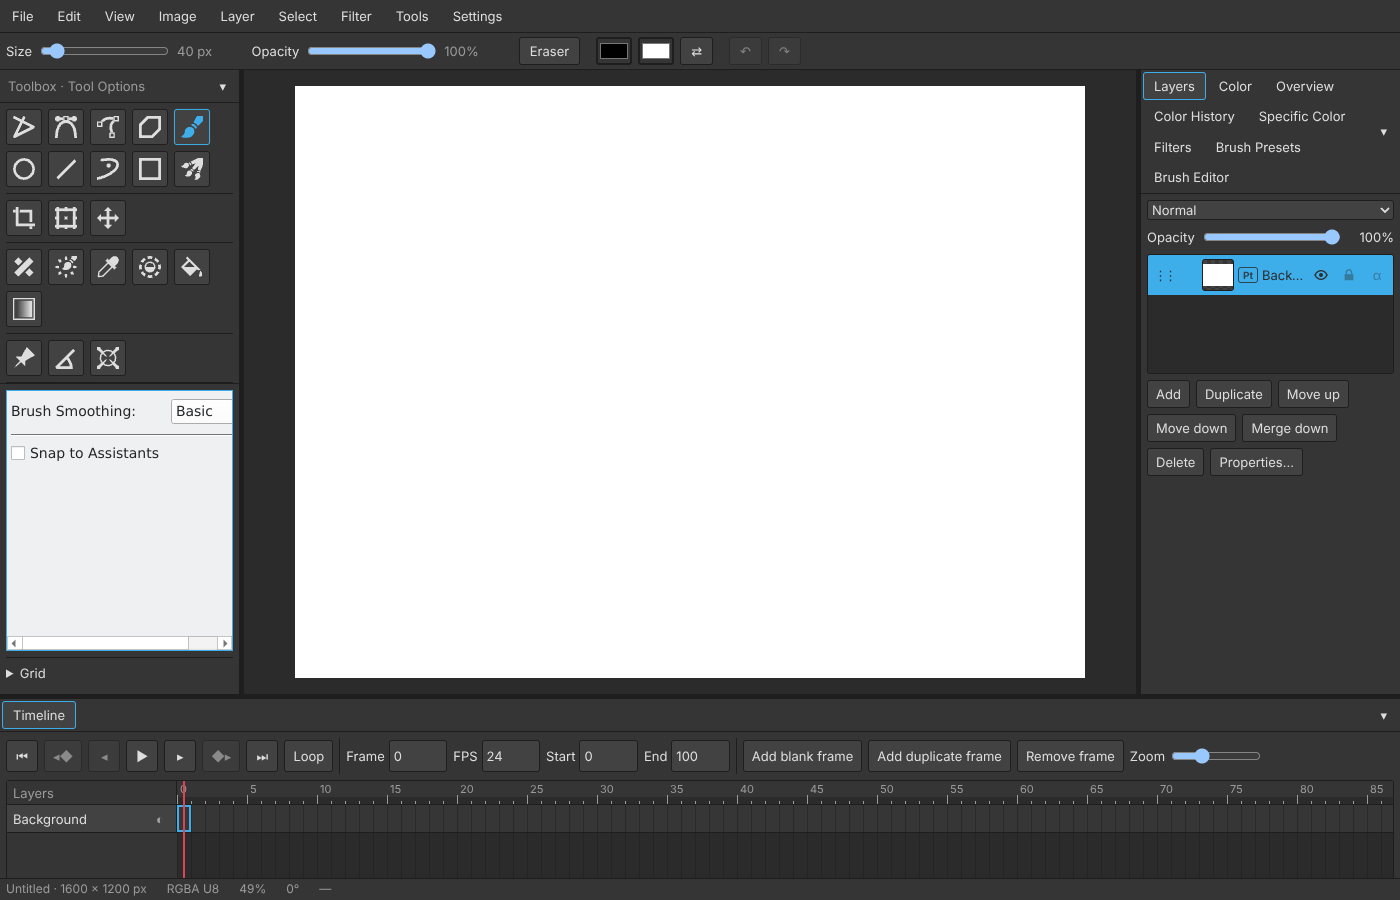 File Edit View Image Layer Select Filter Tools Settings
Size 40 px Opacity 100% Eraser
Toolbox · Tool Options
Brush Smoothing: Basic
Snap to Assistants
Grid
Layers Color Overview
Color History Specific Color
Filters Brush Presets
Brush Editor
Normal
Opacity 100%
Pt Back... α
Add Duplicate Move up
Move down Merge down
Delete Properties...
Timeline
Loop Frame 0 FPS 24 Start 0 End 100 Add blank frame Add duplicate frame Remove frame Zoom
Layers 0 5 10 15 20 25 30 35 40 45 50 55 60 65 70 75 80 85
Background
Untitled · 1600 × 1200 px RGBA U8 49% 0° —